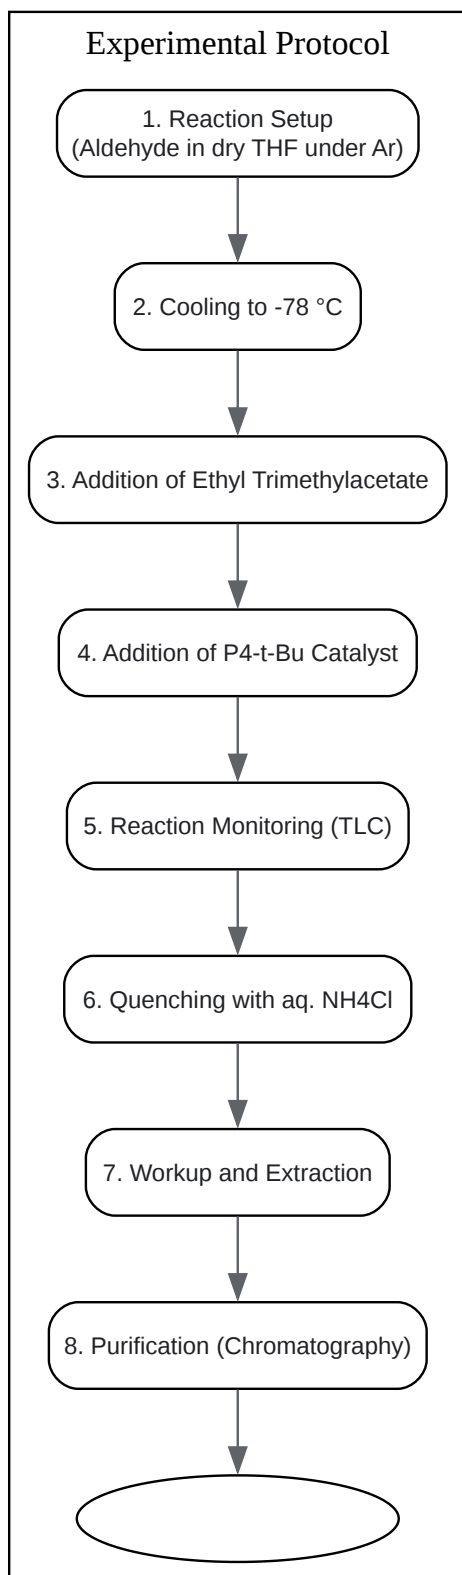 Experimental Protocol
1. Reaction Setup
(Aldehyde in dry THF under Ar)
2. Cooling to -78 °C
3. Addition of Ethyl Trimethylacetate
4. Addition of P4-t-Bu Catalyst
5. Reaction Monitoring (TLC)
6. Quenching with aq. NH4Cl
7. Workup and Extraction
8. Purification (Chromatography)